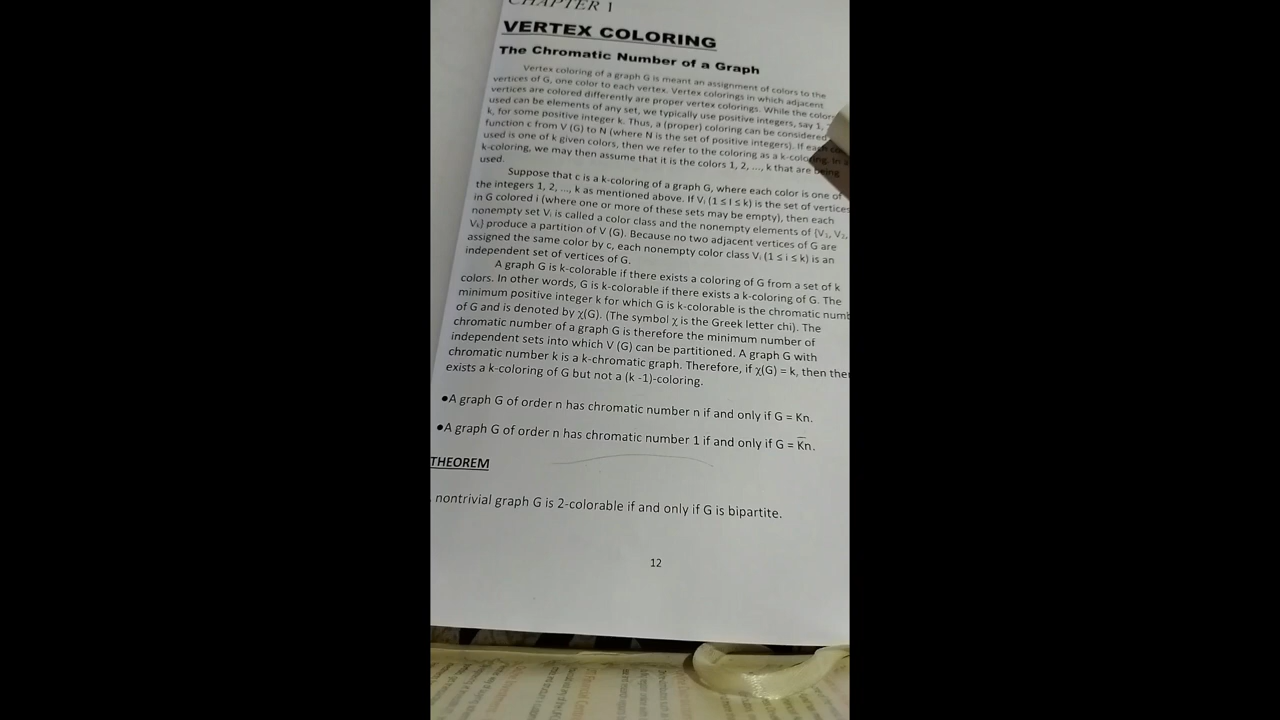 CHAPTER 1
VERTEX COLORING
The Chromatic Number of a Graph
Vertex coloring of a graph G is meant an assignment of colors to the
vertices of G, one color to each vertex. Vertex colorings in which adjacent
vertices are colored differently are proper vertex colorings. While the colors
used can be elements of any set, we typically use positive integers, say 1,
k, for some positive integer k. Thus, a (proper) coloring can be considered
function c from V (G) to N (where N is the set of positive integers). If each
used is one of k given colors, then we refer to the coloring as a k-coloring. In
k-coloring, we may then assume that it is the colors 1, 2, ..., k that are being
used.
Suppose that c is a k-coloring of a graph G, where each color is one of
the integers 1, 2, ..., k as mentioned above. If Vᵢ (1 ≤ I ≤ k) is the set of vertices
in G colored i (where one or more of these sets may be empty), then each
nonempty set Vᵢ is called a color class and the nonempty elements of {V₁, V₂,
Vₖ} produce a partition of V (G). Because no two adjacent vertices of G are
assigned the same color by c, each nonempty color class Vᵢ (1 ≤ i ≤ k) is an
independent set of vertices of G.
A graph G is k-colorable if there exists a coloring of G from a set of k
colors. In other words, G is k-colorable if there exists a k-coloring of G. The
minimum positive integer k for which G is k-colorable is the chromatic numb
of G and is denoted by χ(G). (The symbol χ is the Greek letter chi). The
chromatic number of a graph G is therefore the minimum number of
independent sets into which V (G) can be partitioned. A graph G with
chromatic number k is a k-chromatic graph. Therefore, if χ(G) = k, then the
exists a k-coloring of G but not a (k -1)-coloring.
•A graph G of order n has chromatic number n if and only if G = Kn.
•A graph G of order n has chromatic number 1 if and only if G = K̅n.
THEOREM
nontrivial graph G is 2-colorable if and only if G is bipartite.
12